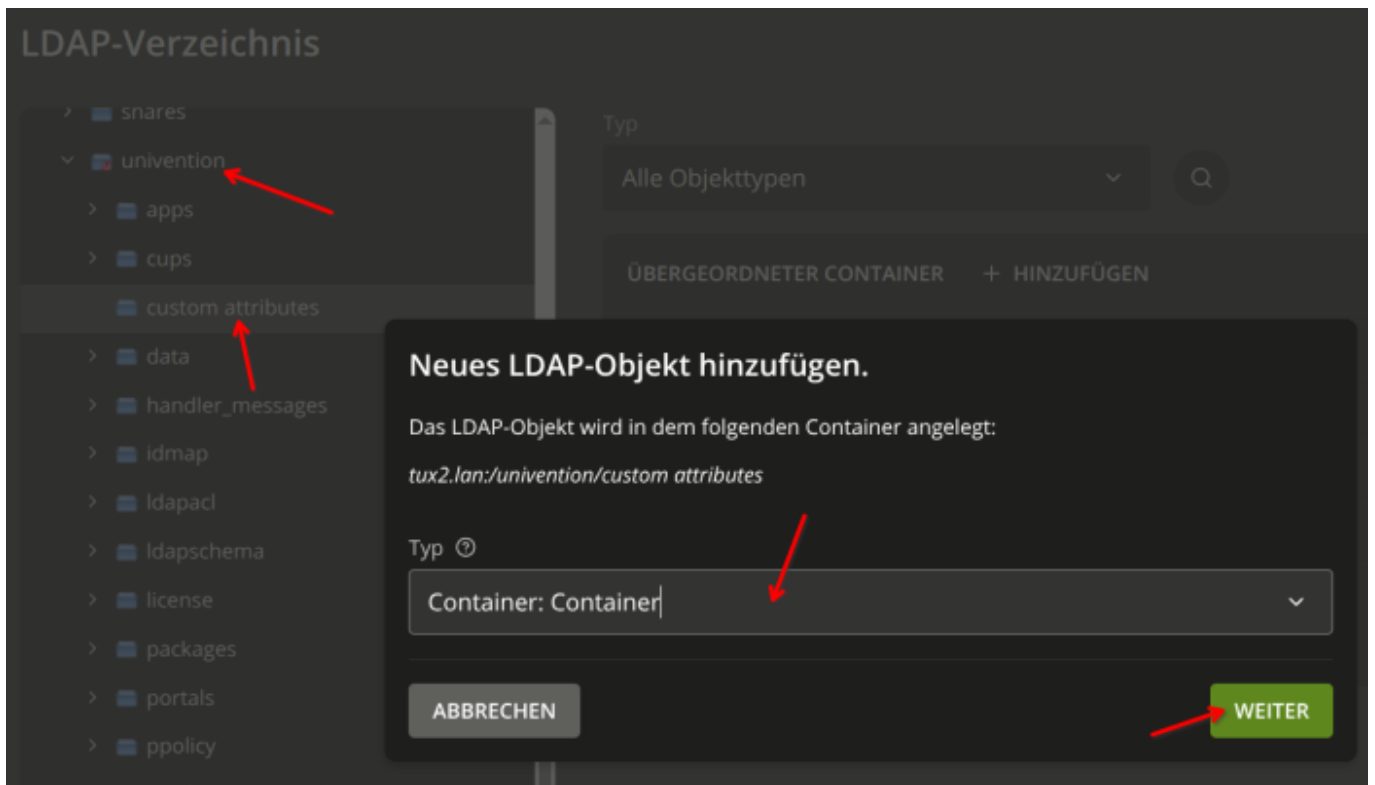 LDAP-Verzeichnis
shares
univention
apps
cups
custom attributes
data
handler_messages
idmap
ldapacl
ldapschema
license
packages
portals
ppolicy
Typ
Alle Objekttypen
ÜBERGEORDNETER CONTAINER + HINZUFÜGEN
Neues LDAP-Objekt hinzufügen.
Das LDAP-Objekt wird in dem folgenden Container angelegt:
tux2.lan:/univention/custom attributes
Typ
Container: Container
ABBRECHEN
WEITER